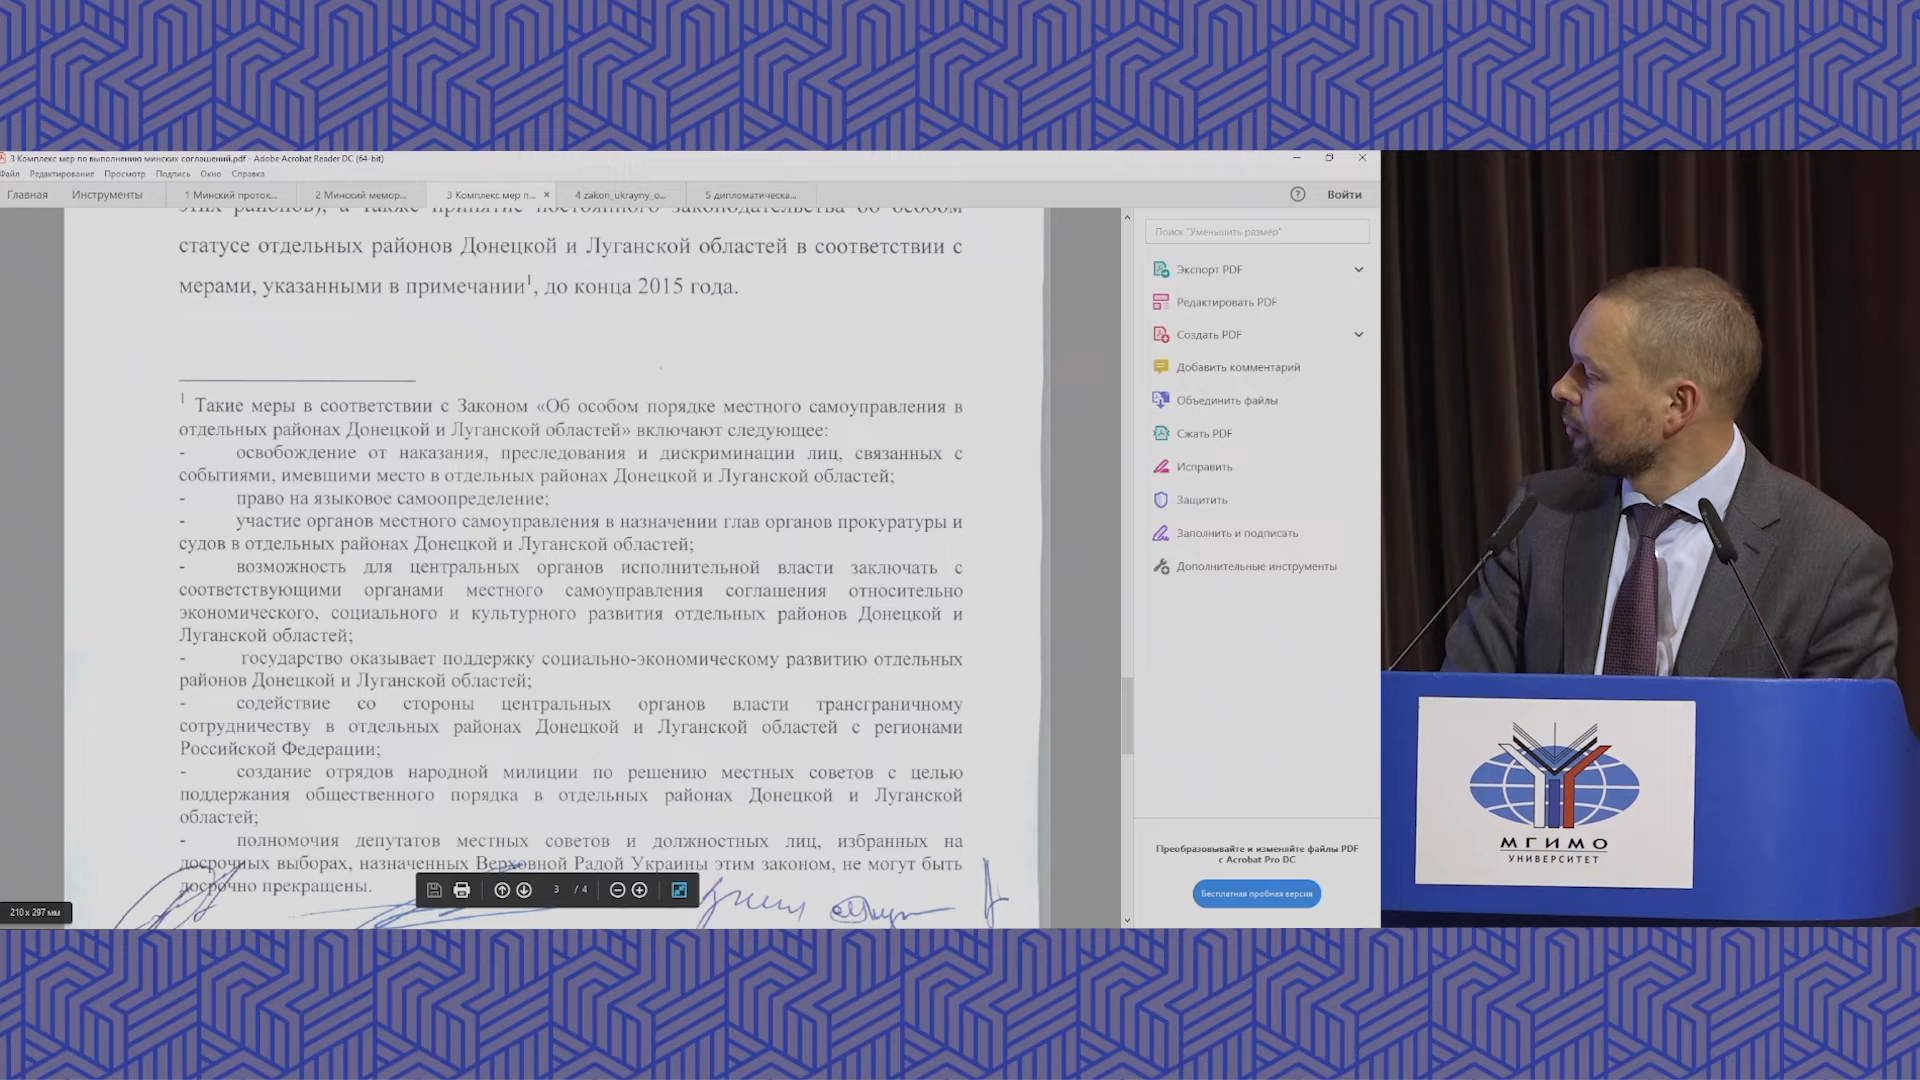 3 Комплекс мер по выполнению минских соглашений.pdf - Adobe Acrobat Reader DC (64-bit)
Файл Редактирование Просмотр Подпись Окно Справка
Главная Инструменты 1 Минский проток... 2 Минский мемор... 3 Комплекс мер п... × 4 zakon_ukrayny_o... 5 дипломатическа... Войти
этих районов), а также принятие постоянного законодательства об особом
статусе отдельных районов Донецкой и Луганской областей в соответствии с
мерами, указанными в примечании1, до конца 2015 года.
1 Такие меры в соответствии с Законом «Об особом порядке местного самоуправления в
отдельных районах Донецкой и Луганской областей» включают следующее:
- освобождение от наказания, преследования и дискриминации лиц, связанных с
событиями, имевшими место в отдельных районах Донецкой и Луганской областей;
- право на языковое самоопределение;
- участие органов местного самоуправления в назначении глав органов прокуратуры и
судов в отдельных районах Донецкой и Луганской областей;
- возможность для центральных органов исполнительной власти заключать с
соответствующими органами местного самоуправления соглашения относительно
экономического, социального и культурного развития отдельных районов Донецкой и
Луганской областей;
- государство оказывает поддержку социально-экономическому развитию отдельных
районов Донецкой и Луганской областей;
- содействие со стороны центральных органов власти трансграничному
сотрудничеству в отдельных районах Донецкой и Луганской областей с регионами
Российской Федерации;
- создание отрядов народной милиции по решению местных советов с целью
поддержания общественного порядка в отдельных районах Донецкой и Луганской
областей;
- полномочия депутатов местных советов и должностных лиц, избранных на
досрочных выборах, назначенных Верховной Радой Украины этим законом, не могут быть
досрочно прекращены.
3 / 4
210 x 297 мм
Поиск "Уменьшить размер"
Экспорт PDF
Редактировать PDF
Создать PDF
Добавить комментарий
Объединить файлы
Сжать PDF
Исправить
Защитить
Заполнить и подписать
Дополнительные инструменты
Преобразовывайте и изменяйте файлы PDF
с Acrobat Pro DC
Бесплатная пробная версия
МГИМО
УНИВЕРСИТЕТ